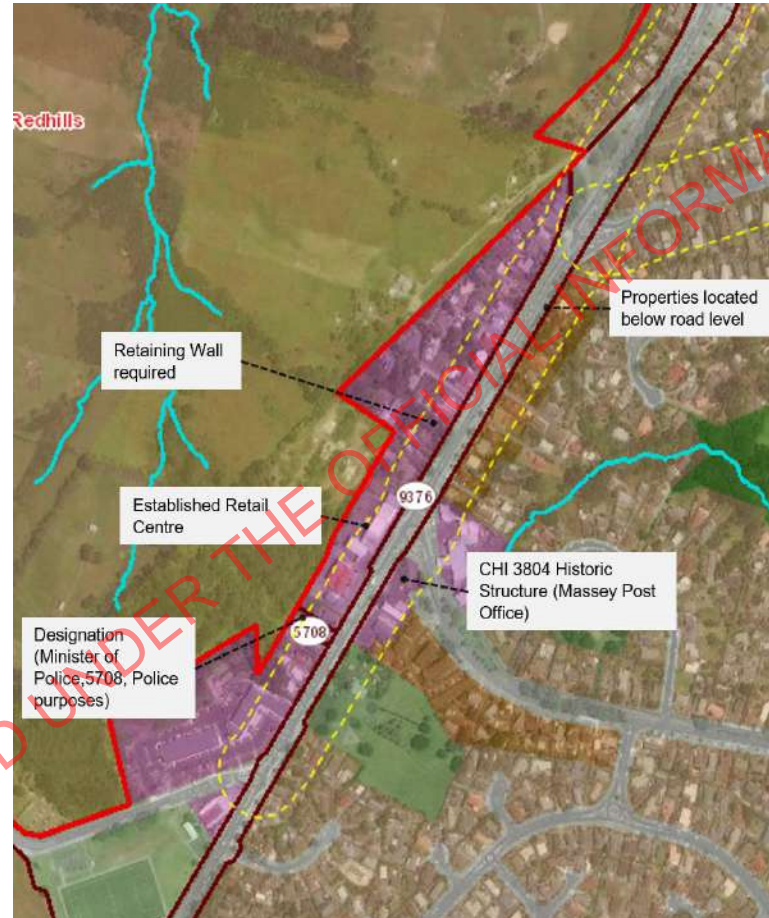 Redhills
Properties located
below road level
Retaining Wall
required
9376
Established Retail
Centre
CHI 3804 Historic
Structure (Massey Post
Office)
Designation
(Minister of
Police,5708, Police
purposes)
5708
D UNDER THE OFFICIAL INFORMA